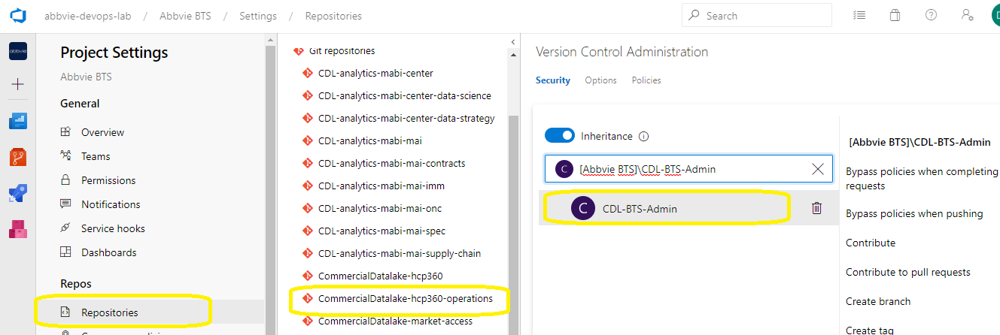 abbvie-devops-lab / Abbvie BTS / Settings / Repositories
Search
abbvie
Project Settings
Abbvie BTS
General
Overview
Teams
Permissions
Notifications
Service hooks
Dashboards
Repos
Repositories
Git repositories
CDL-analytics-mabi-center
CDL-analytics-mabi-center-data-science
CDL-analytics-mabi-center-data-strategy
CDL-analytics-mabi-mai
CDL-analytics-mabi-mai-contracts
CDL-analytics-mabi-mai-imm
CDL-analytics-mabi-mai-onc
CDL-analytics-mabi-mai-spec
CDL-analytics-mabi-mai-supply-chain
CommercialDatalake-hcp360
CommercialDatalake-hcp360-operations
CommercialDatalake-market-access
Version Control Administration
Security Options Policies
Inheritance
C [Abbvie BTS]\CDL-BTS-Admin
C CDL-BTS-Admin
[Abbvie BTS]\CDL-BTS-Admin
Bypass policies when completing
requests
Bypass policies when pushing
Contribute
Contribute to pull requests
Create branch
Create tag